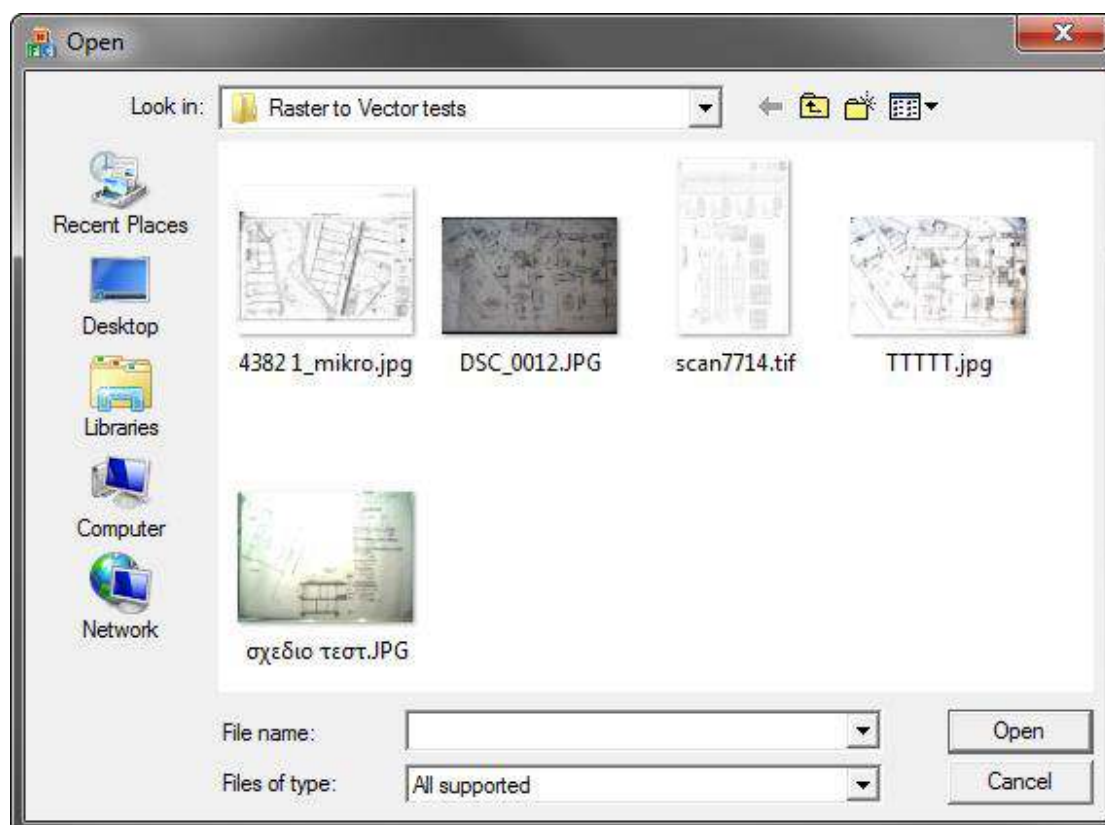 Open
Look in:
Raster to Vector tests
Recent Places
Desktop
Libraries
Computer
Network
4382 1_mikro.jpg
DSC_0012.JPG
scan7714.tif
TTTTT.jpg
σχεδιο τεστ.JPG
File name:
Open
Files of type:
All supported
Cancel